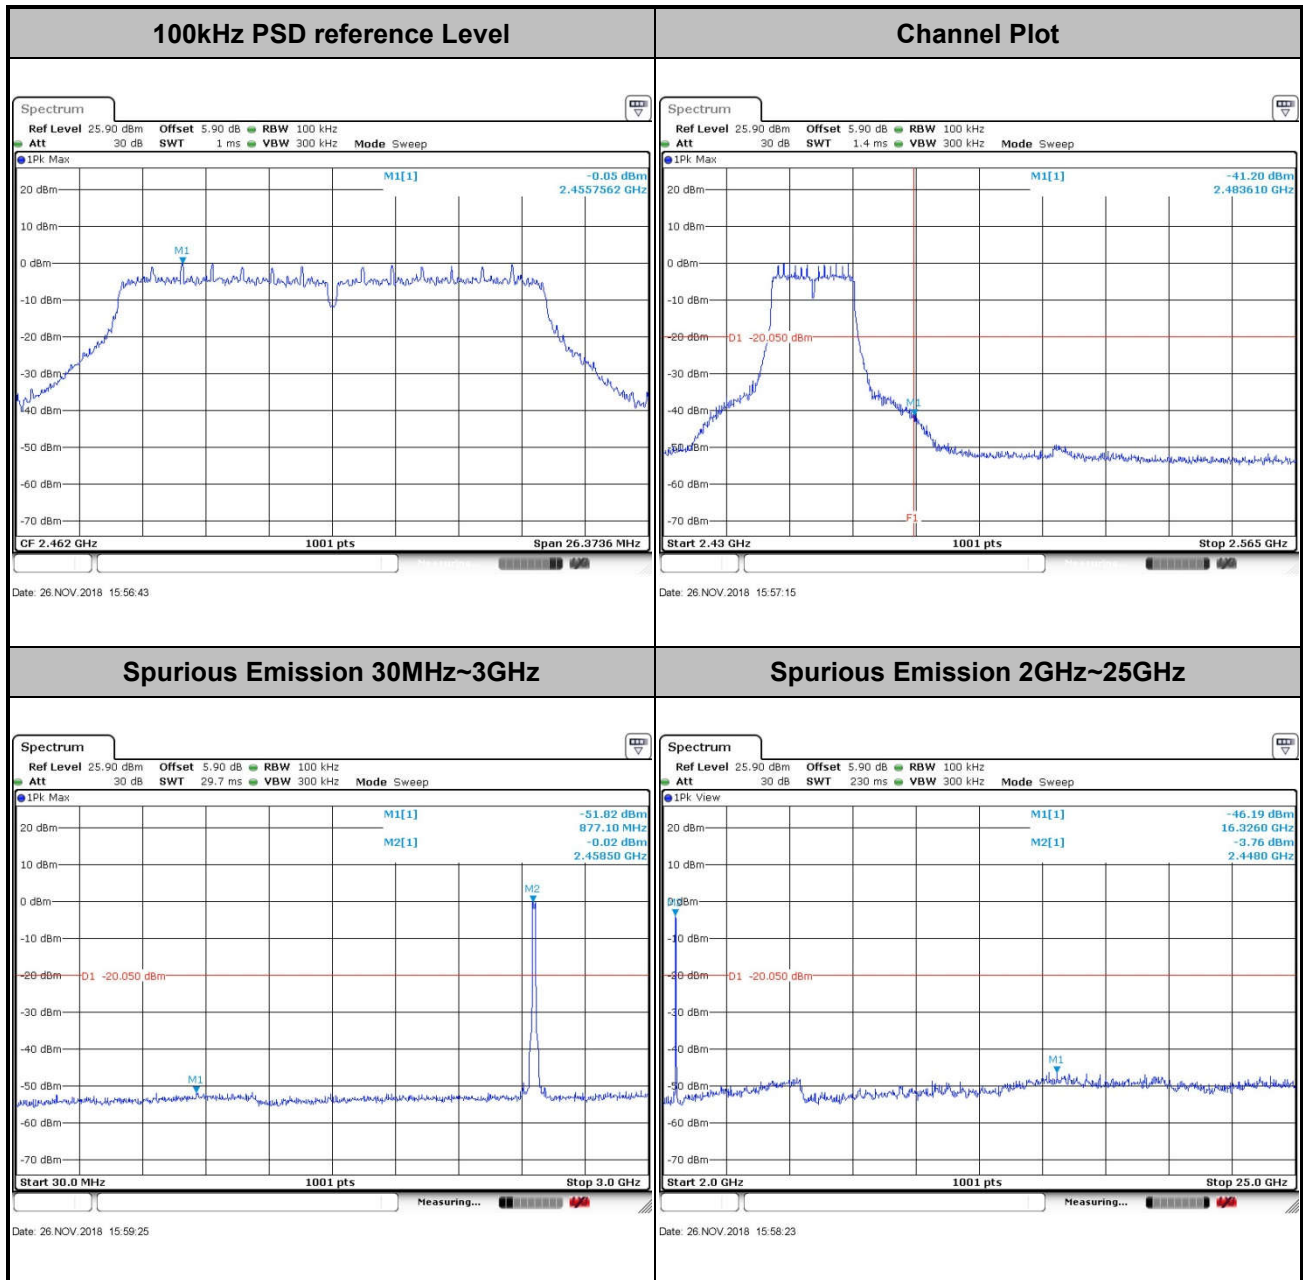 100kHz PSD reference Level
Spectrum
Ref Level 25.90 dBm Offset 5.90 dB RBW 100 kHz
Att 30 dB SWT 1 ms VBW 300 kHz Mode Sweep
1Pk Max
M1[1] -0.05 dBm
2.4557562 GHz
20 dBm
10 dBm
M1
0 dBm
-10 dBm
-20 dBm
-30 dBm
-40 dBm
-50 dBm
-60 dBm
-70 dBm
CF 2.462 GHz 1001 pts Span 26.3736 MHz
Measuring...
Date: 26.NOV.2018 15:56:43
Channel Plot
Spectrum
Ref Level 25.90 dBm Offset 5.90 dB RBW 100 kHz
Att 30 dB SWT 1.4 ms VBW 300 kHz Mode Sweep
1Pk Max
M1[1] -41.20 dBm
2.483610 GHz
20 dBm
10 dBm
0 dBm
-10 dBm
-20 dBm D1 -20.050 dBm
-30 dBm
-40 dBm M1
-50 dBm
-60 dBm
-70 dBm F1
Start 2.43 GHz 1001 pts Stop 2.565 GHz
Measuring...
Date: 26.NOV.2018 15:57:15
Spurious Emission 30MHz~3GHz
Spectrum
Ref Level 25.90 dBm Offset 5.90 dB RBW 100 kHz
Att 30 dB SWT 29.7 ms VBW 300 kHz Mode Sweep
1Pk Max
M1[1] -51.82 dBm
877.10 MHz
M2[1] -0.02 dBm
2.45850 GHz
20 dBm
10 dBm
M2
0 dBm
-10 dBm
-20 dBm D1 -20.050 dBm
-30 dBm
-40 dBm
M1
-50 dBm
-60 dBm
-70 dBm
Start 30.0 MHz 1001 pts Stop 3.0 GHz
Measuring...
Date: 26.NOV.2018 15:59:25
Spurious Emission 2GHz~25GHz
Spectrum
Ref Level 25.90 dBm Offset 5.90 dB RBW 100 kHz
Att 30 dB SWT 230 ms VBW 300 kHz Mode Sweep
1Pk View
M1[1] -46.19 dBm
16.3260 GHz
M2[1] -3.76 dBm
2.4480 GHz
20 dBm
10 dBm
0 dBm
-10 dBm
-20 dBm D1 -20.050 dBm
-30 dBm
-40 dBm
M1
-50 dBm
-60 dBm
-70 dBm
Start 2.0 GHz 1001 pts Stop 25.0 GHz
Measuring...
Date: 26.NOV.2018 15:58:23